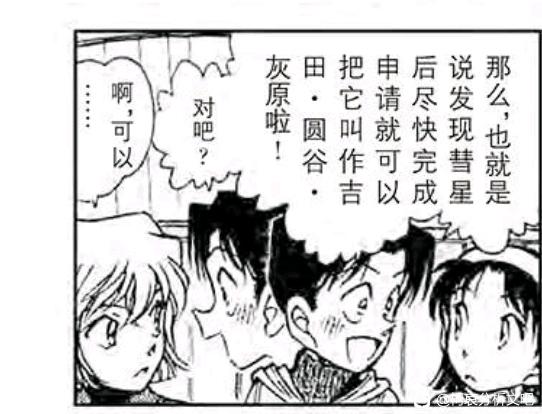 那么,也就是
说发现彗星
后尽快完成
申请就可以
把它叫作吉
田·圆谷·
灰原啦!
对吧?
啊,可以
……